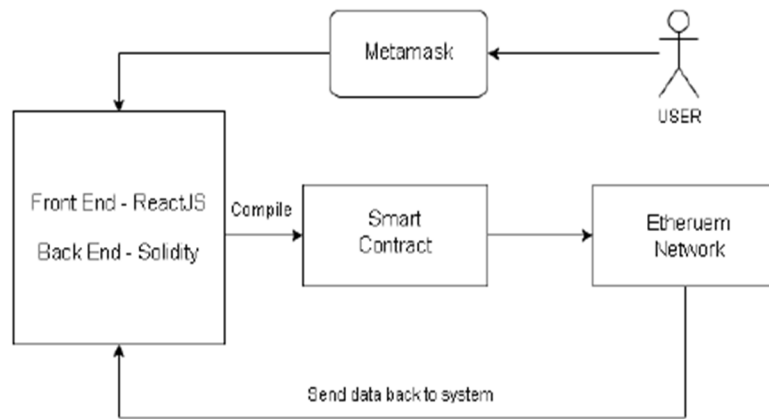 Metamask
USER
Front End - ReactJS
Back End - Solidity
Compile
Smart
Contract
Etheruem
Network
Send data back to system